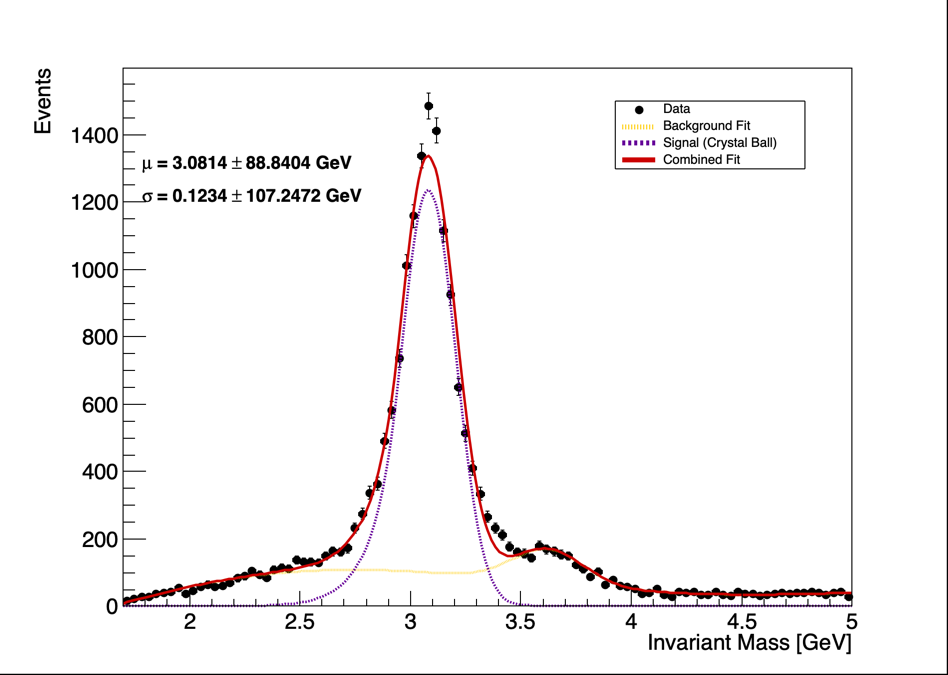 Events
1400
1200
1000
800
600
400
200
0
μ = 3.0814 ± 88.8404 GeV
σ = 0.1234 ± 107.2472 GeV
Data
Background Fit
Signal (Crystal Ball)
Combined Fit
2 2.5 3 3.5 4 4.5 5
Invariant Mass [GeV]